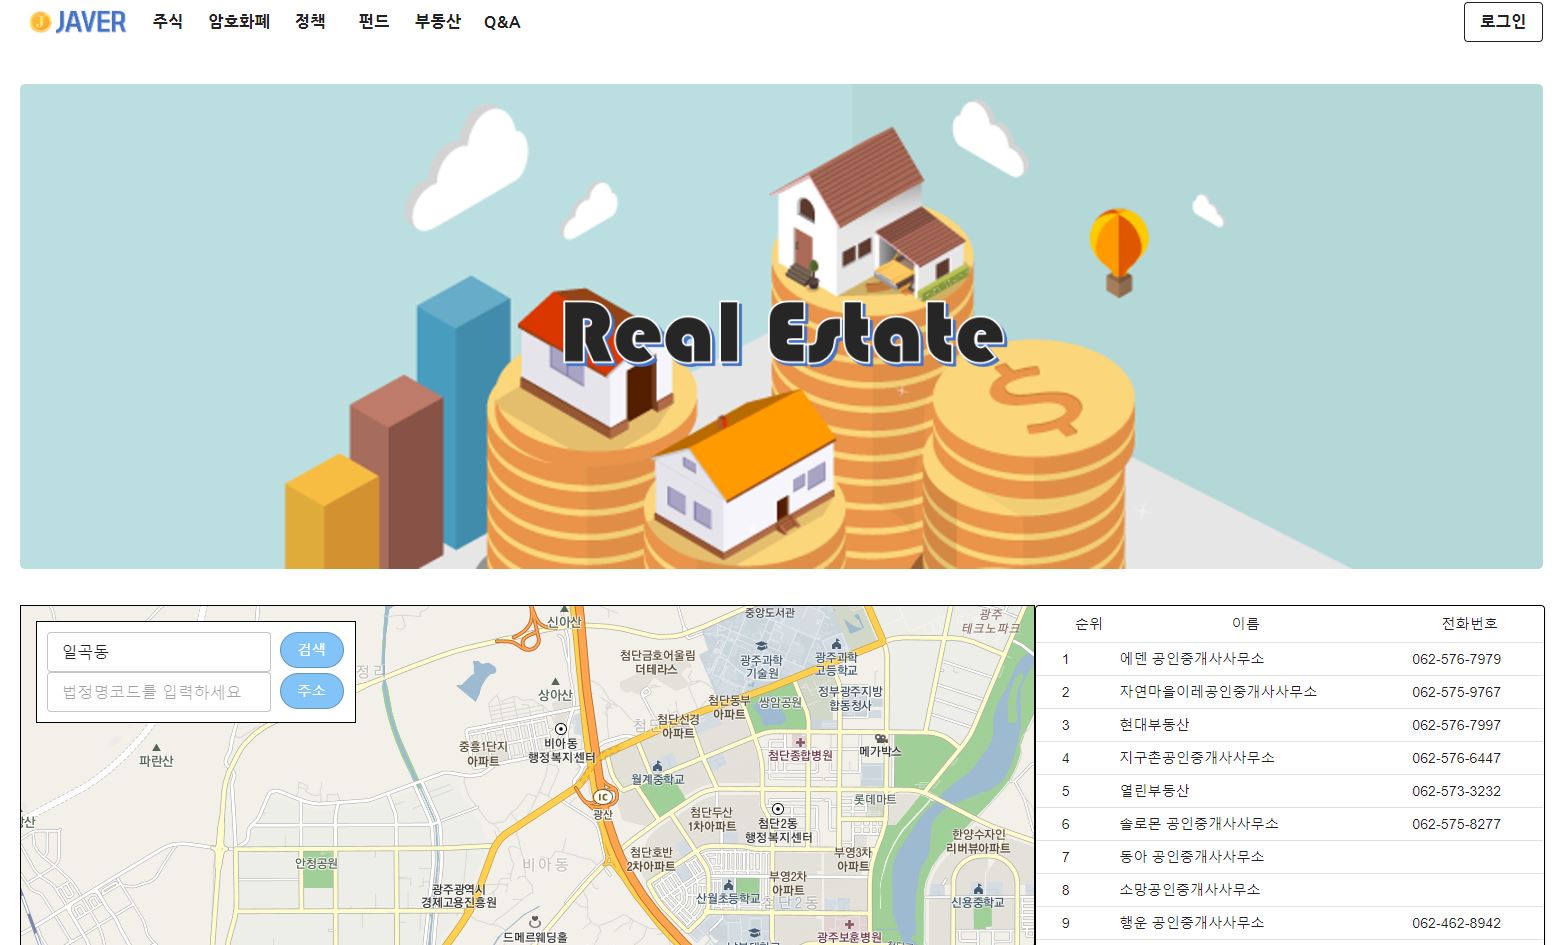 JAVER 주식 암호화폐 정책 펀드 부동산 Q&A 로그인
Real Estate
일곡동 검색
법정명코드를 입력하세요 주소
중앙도서관
신아산
광주
테크노파크
첨단금호어울림
더테라스
광주과학
기술원
광주과학
고등학교
정리
상아산
첨단동부
아파트
쌍암공원
정부광주지방
합동청사
첨단선경
아파트
파란산
중흥1단지
아파트
비아동
행정복지센터
첨단종합병원
메가박스
월계중학교
IC
광산
롯데마트
첨단두산
1차아파트
첨단2동
행정복지센터
한양수자인
리버뷰아파트
안청공원
비아동
첨단호반
2차아파트
부영3차
아파트
부영2차
아파트
광주광역시
경제고용진흥원
산월초등학교
첨단2동
신용중학교
드메르웨딩홀
광주보훈병원
순위 이름 전화번호
1 에덴 공인중개사사무소 062-576-7979
2 자연마을이레공인중개사사무소 062-575-9767
3 현대부동산 062-576-7997
4 지구촌공인중개사사무소 062-576-6447
5 열린부동산 062-573-3232
6 솔로몬 공인중개사사무소 062-575-8277
7 동아 공인중개사사무소
8 소망공인중개사사무소
9 행운 공인중개사사무소 062-462-8942